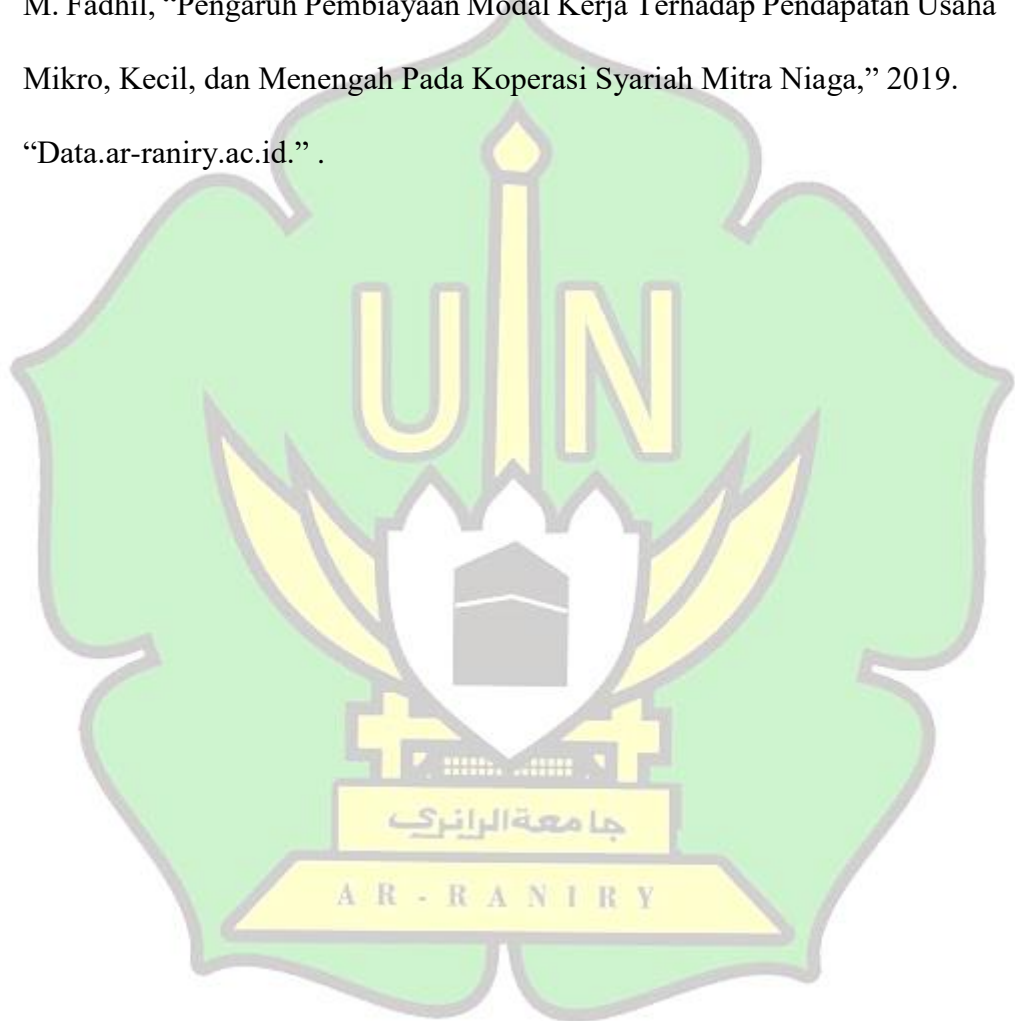 M. Fadhil, “Pengaruh Pembiayaan Modal Kerja Terhadap Pendapatan Usaha
Mikro, Kecil, dan Menengah Pada Koperasi Syariah Mitra Niaga,” 2019.
“Data.ar-raniry.ac.id.” .
UIN
جامعة الرانري
AR-RANIRY